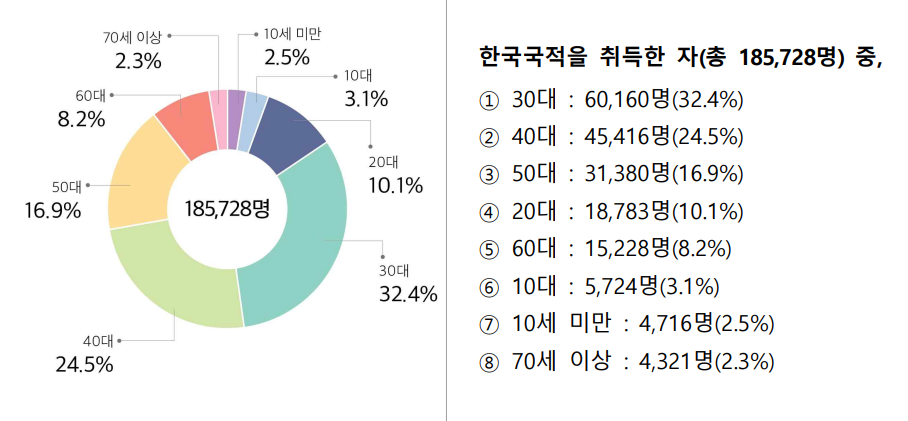 70세 이상
2.3%
10세 미만
2.5%
10대
3.1%
60대
8.2%
20대
10.1%
50대
16.9%
185,728명
30대
32.4%
40대
24.5%
한국국적을 취득한 자(총 185,728명) 중,
① 30대 : 60,160명(32.4%)
② 40대 : 45,416명(24.5%)
③ 50대 : 31,380명(16.9%)
④ 20대 : 18,783명(10.1%)
⑤ 60대 : 15,228명(8.2%)
⑥ 10대 : 5,724명(3.1%)
⑦ 10세 미만 : 4,716명(2.5%)
⑧ 70세 이상 : 4,321명(2.3%)